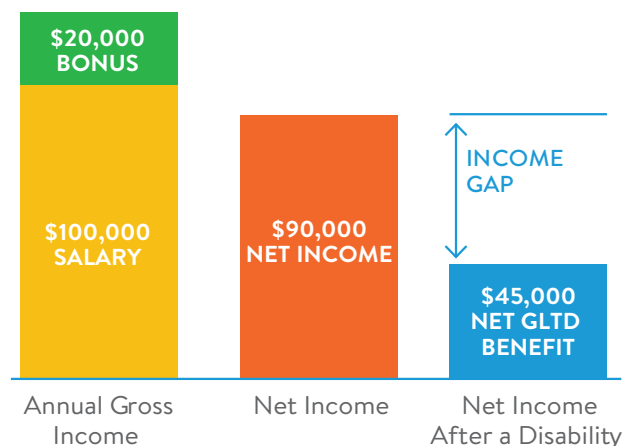 $20,000
BONUS
$100,000
SALARY
$90,000
NET INCOME
INCOME
GAP
$45,000
NET GLTD
BENEFIT
Annual Gross
Income
Net Income
Net Income
After a Disability